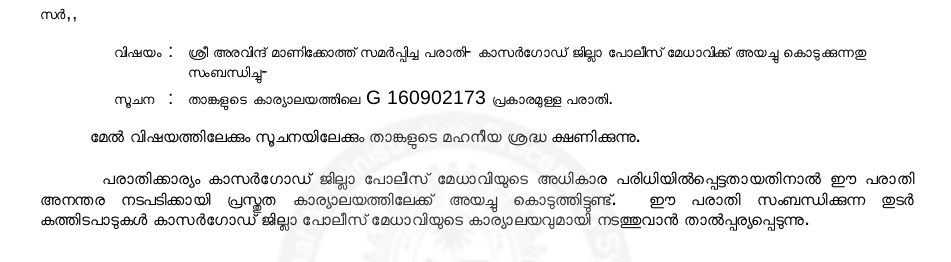 സർ,,
വിഷയം : ശ്രീ അരവിന്ദ് മാണിക്കോത്ത് സമർപ്പിച്ച പരാതി- കാസർഗോഡ് ജില്ലാ പോലീസ് മേധാവിക്ക് അയച്ചു കൊടുക്കുന്നതു
സംബന്ധിച്ചു-
സൂചന : താങ്കളുടെ കാര്യാലയത്തിലെ G 160902173 പ്രകാരമുള്ള പരാതി.
മേൽ വിഷയത്തിലേക്കും സൂചനയിലേക്കും താങ്കളുടെ മഹനീയ ശ്രദ്ധ ക്ഷണിക്കുന്നു.
പരാതിക്കാര്യം കാസർഗോഡ് ജില്ലാ പോലീസ് മേധാവിയുടെ അധികാര പരിധിയിൽപ്പെട്ടതായതിനാൽ ഈ പരാതി
അനന്തര നടപടിക്കായി പ്രസ്തുത കാര്യാലയത്തിലേക്ക് അയച്ചു കൊടുത്തിട്ടുണ്ട്. ഈ പരാതി സംബന്ധിക്കുന്ന തുടർ
കത്തിടപാടുകൾ കാസർഗോഡ് ജില്ലാ പോലീസ് മേധാവിയുടെ കാര്യാലയവുമായി നടത്തുവാൻ താൽപ്പര്യപ്പെടുന്നു.